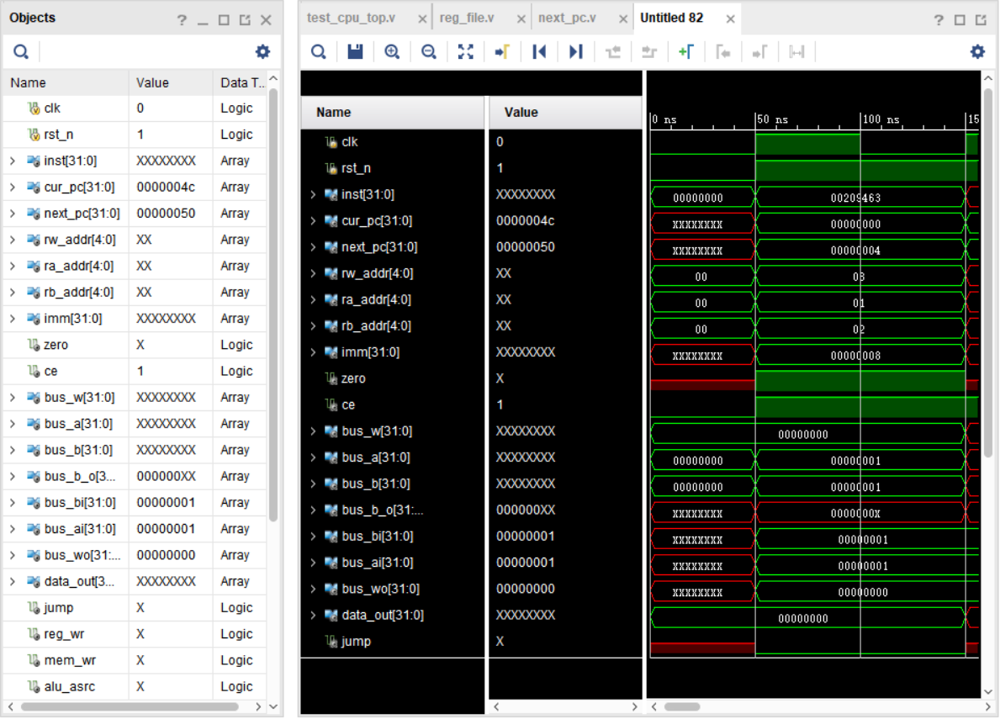 Objects
Name Value Data T...
clk 0 Logic
rst_n 1 Logic
inst[31:0] XXXXXXXX Array
cur_pc[31:0] 0000004c Array
next_pc[31:0] 00000050 Array
rw_addr[4:0] XX Array
ra_addr[4:0] XX Array
rb_addr[4:0] XX Array
imm[31:0] XXXXXXXX Array
zero X Logic
ce 1 Logic
bus_w[31:0] XXXXXXXX Array
bus_a[31:0] XXXXXXXX Array
bus_b[31:0] XXXXXXXX Array
bus_b_o[3... 000000XX Array
bus_bi[31:0] 00000001 Array
bus_ai[31:0] 00000001 Array
bus_wo[31:... 00000000 Array
data_out[3... XXXXXXXX Array
jump X Logic
reg_wr X Logic
mem_wr X Logic
alu_asrc X Logic
test_cpu_top.v reg_file.v next_pc.v Untitled 82
Name Value 0 ns 50 ns 100 ns 15
clk 0
rst_n 1
inst[31:0] XXXXXXXX 00000000 00209463
cur_pc[31:0] 0000004c XXXXXXXX 00000000
next_pc[31:0] 00000050 XXXXXXXX 00000004
rw_addr[4:0] XX 00 08
ra_addr[4:0] XX 00 01
rb_addr[4:0] XX 00 02
imm[31:0] XXXXXXXX XXXXXXXX 00000008
zero X
ce 1
bus_w[31:0] XXXXXXXX 00000000
bus_a[31:0] XXXXXXXX 00000000 00000001
bus_b[31:0] XXXXXXXX 00000000 00000001
bus_b_o[31:... 000000XX XXXXXXXX 0000000X
bus_bi[31:0] 00000001 XXXXXXXX 00000001
bus_ai[31:0] 00000001 XXXXXXXX 00000001
bus_wo[31:0] 00000000 XXXXXXXX 00000000
data_out[31:0] XXXXXXXX 00000000
jump X